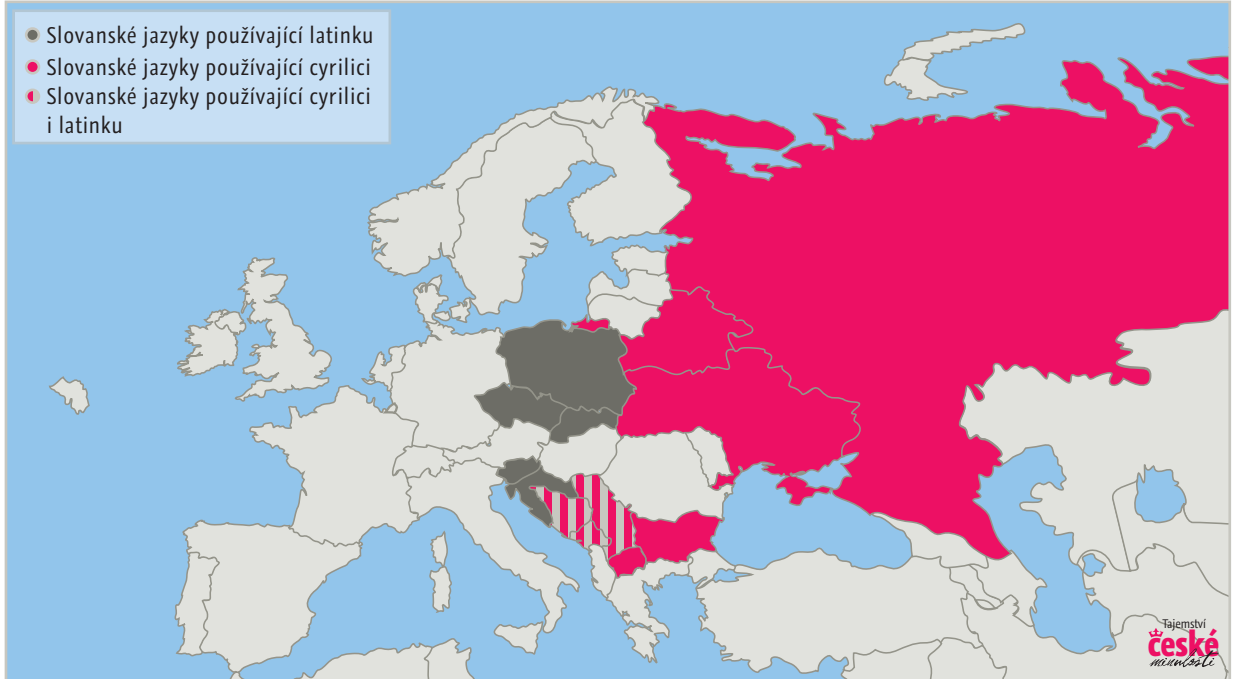 Slovanské jazyky používající latinku
Slovanské jazyky používající cyrilici
Slovanské jazyky používající cyrilici
i latinku
Tajemství
české
minulosti